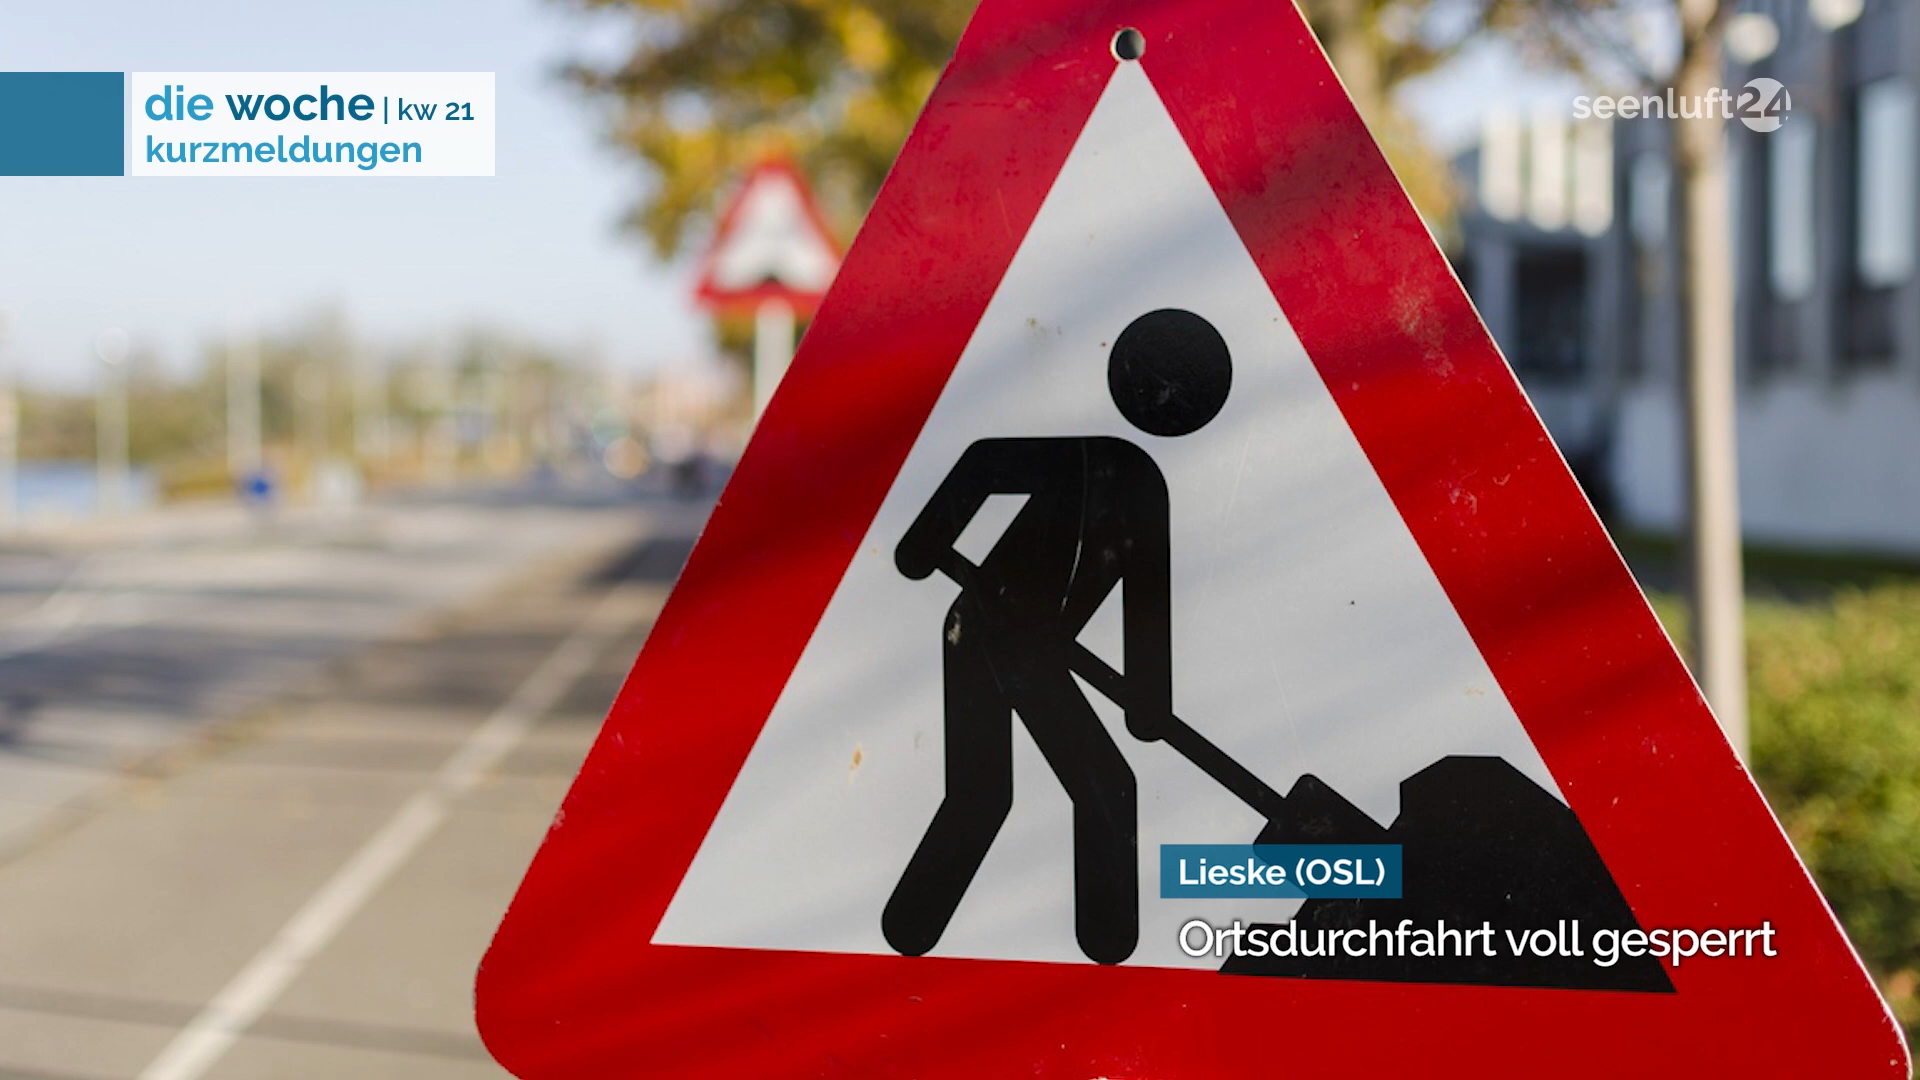 die woche | kw 21
kurzmeldungen
seenluft24
Lieske (OSL)
Ortsdurchfahrt voll gesperrt